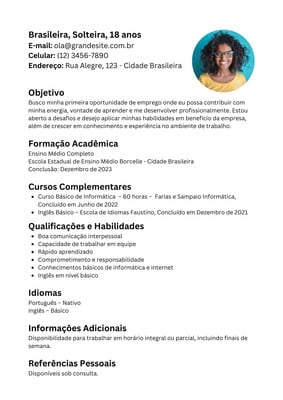 Brasileira, Solteira, 18 anos
E-mail: ola@grandesite.com.br
Celular: (12) 3456-7890
Endereço: Rua Alegre, 123 - Cidade Brasileira
Objetivo
Busco minha primeira oportunidade de emprego onde eu possa contribuir com
minha energia, vontade de aprender e me desenvolver profissionalmente. Estou
aberto a desafios e desejo aplicar minhas habilidades em benefício da empresa,
além de crescer em conhecimento e experiência no ambiente de trabalho.
Formação Acadêmica
Ensino Médio Completo
Escola Estadual de Ensino Médio Borcelle - Cidade Brasileira
Conclusão: Dezembro de 2023
Cursos Complementares
• Curso Básico de Informática – 60 horas – Farias e Sampaio Informática,
Concluído em Junho de 2022
• Inglês Básico – Escola de Idiomas Faustino, Concluído em Dezembro de 2021
Qualificações e Habilidades
• Boa comunicação interpessoal
• Capacidade de trabalhar em equipe
• Rápido aprendizado
• Comprometimento e responsabilidade
• Conhecimentos básicos de informática e internet
• Inglês em nível básico
Idiomas
Português – Nativo
Inglês – Básico
Informações Adicionais
Disponibilidade para trabalhar em horário integral ou parcial, incluindo finais de
semana.
Referências Pessoais
Disponíveis sob consulta.